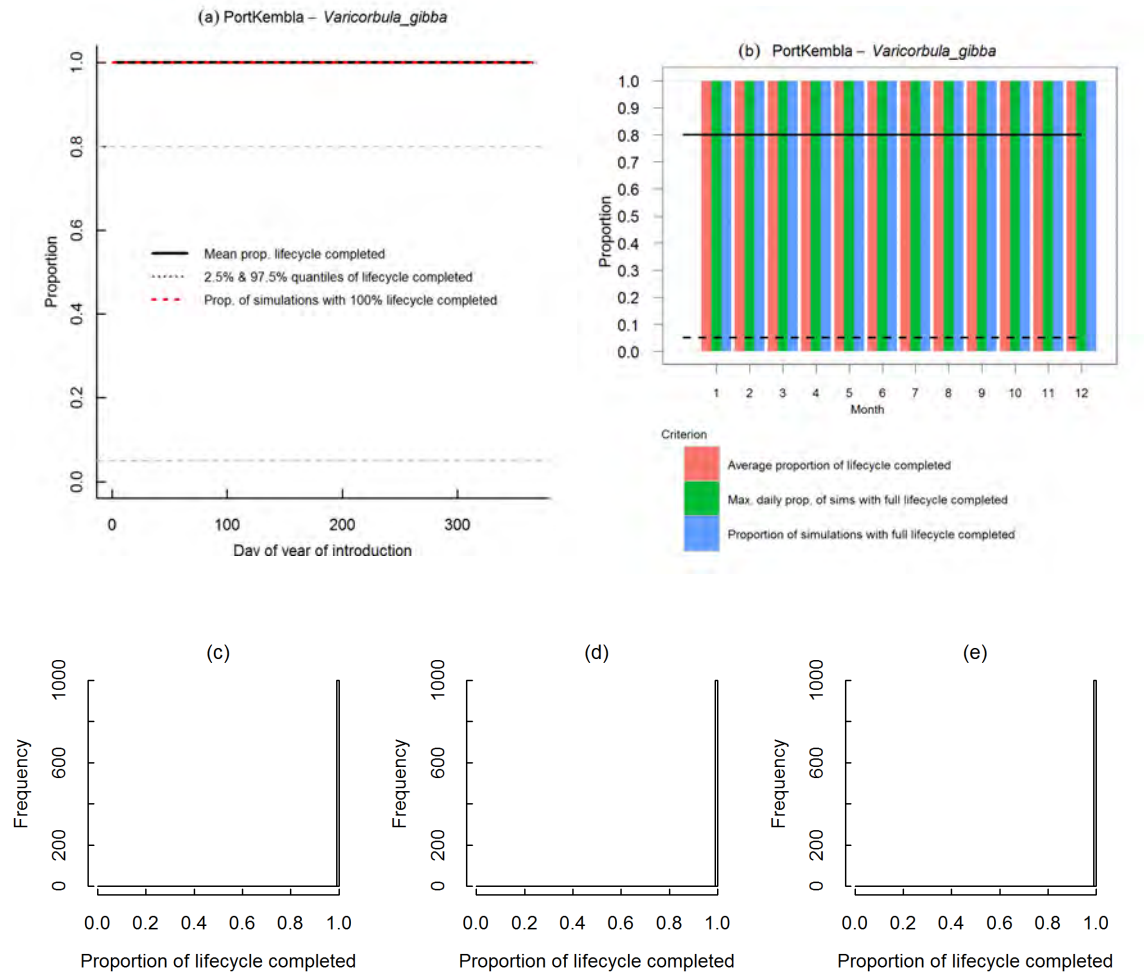 (a) PortKembla – Varicorbula_gibba
Proportion
1.0
0.8
0.6
0.4
0.2
0.0
Mean prop. lifecycle completed
2.5% & 97.5% quantiles of lifecycle completed
Prop. of simulations with 100% lifecycle completed
0 100 200 300
Day of year of introduction
(b) PortKembla – Varicorbula_gibba
Proportion
1.0
0.9
0.8
0.7
0.6
0.5
0.4
0.3
0.2
0.1
0.0
1 2 3 4 5 6 7 8 9 10 11 12
Month
Criterion
Average proportion of lifecycle completed
Max. daily prop. of sims with full lifecycle completed
Proportion of simulations with full lifecycle completed
(c)
Frequency
1000
600
200
0
0.0 0.2 0.4 0.6 0.8 1.0
Proportion of lifecycle completed
(d)
Frequency
1000
600
200
0
0.0 0.2 0.4 0.6 0.8 1.0
Proportion of lifecycle completed
(e)
Frequency
1000
600
200
0
0.0 0.2 0.4 0.6 0.8 1.0
Proportion of lifecycle completed